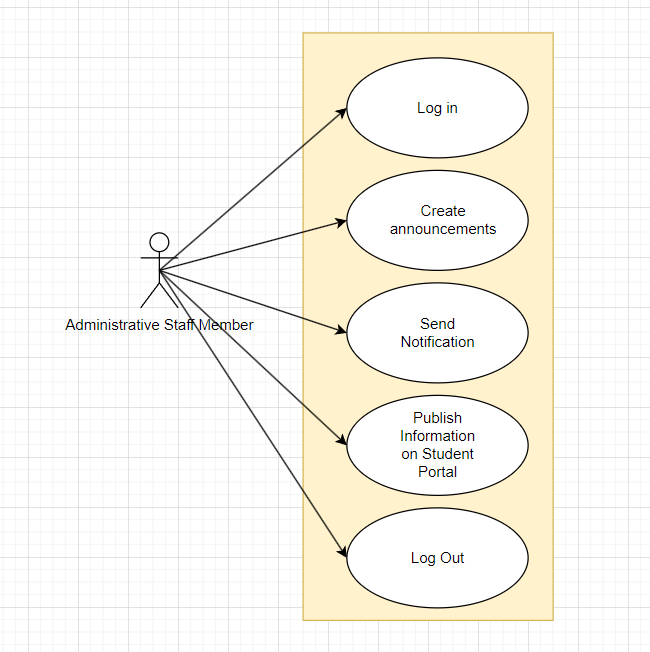 Log in
Create
announcements
Administrative Staff Member
Send
Notification
Publish
Information
on Student
Portal
Log Out